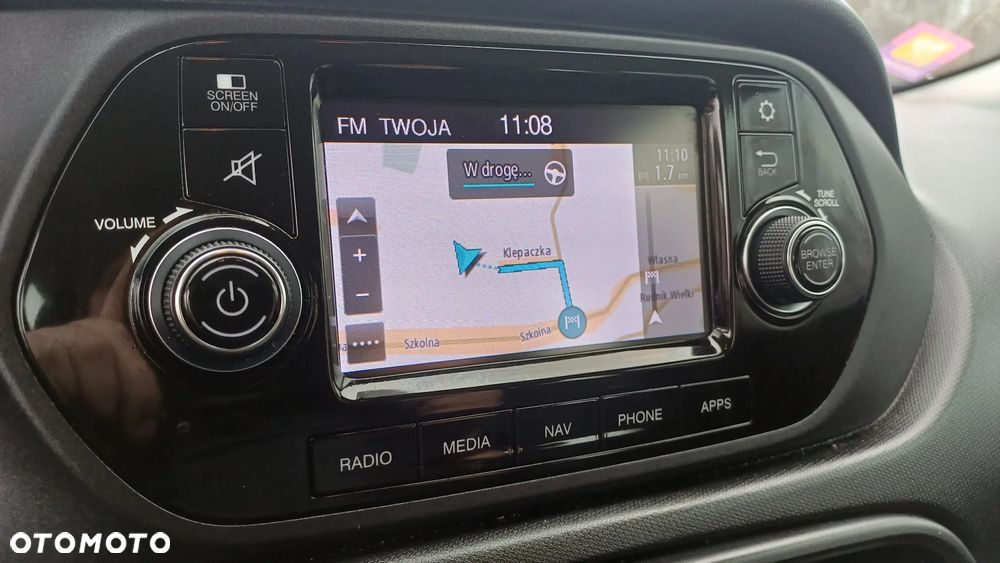 SCREEN
ON/OFF
FM TWOJA 11:08
W drogę...
11:10
1.7 km
BACK
VOLUME
TUNE
SCROLL
BROWSE
ENTER
+
Klepaczka
Własna
−
Rudnik Wielki
Szkolna
Szkolna
RADIO
MEDIA
NAV
PHONE
APPS
OTOMOTO